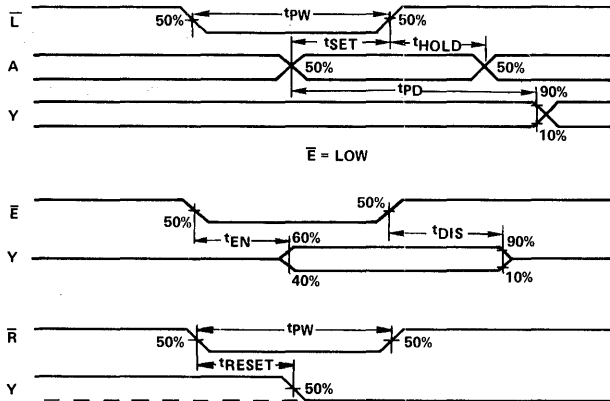 L̅ 50% tPW 50%
tSET tHOLD
A 50% 50%
tPD
Y 90%
10%
E̅ = LOW
E̅ 50% 50%
tEN 60% tDIS 90%
Y 40% 10%
R̅ 50% tPW 50%
tRESET
Y 50%